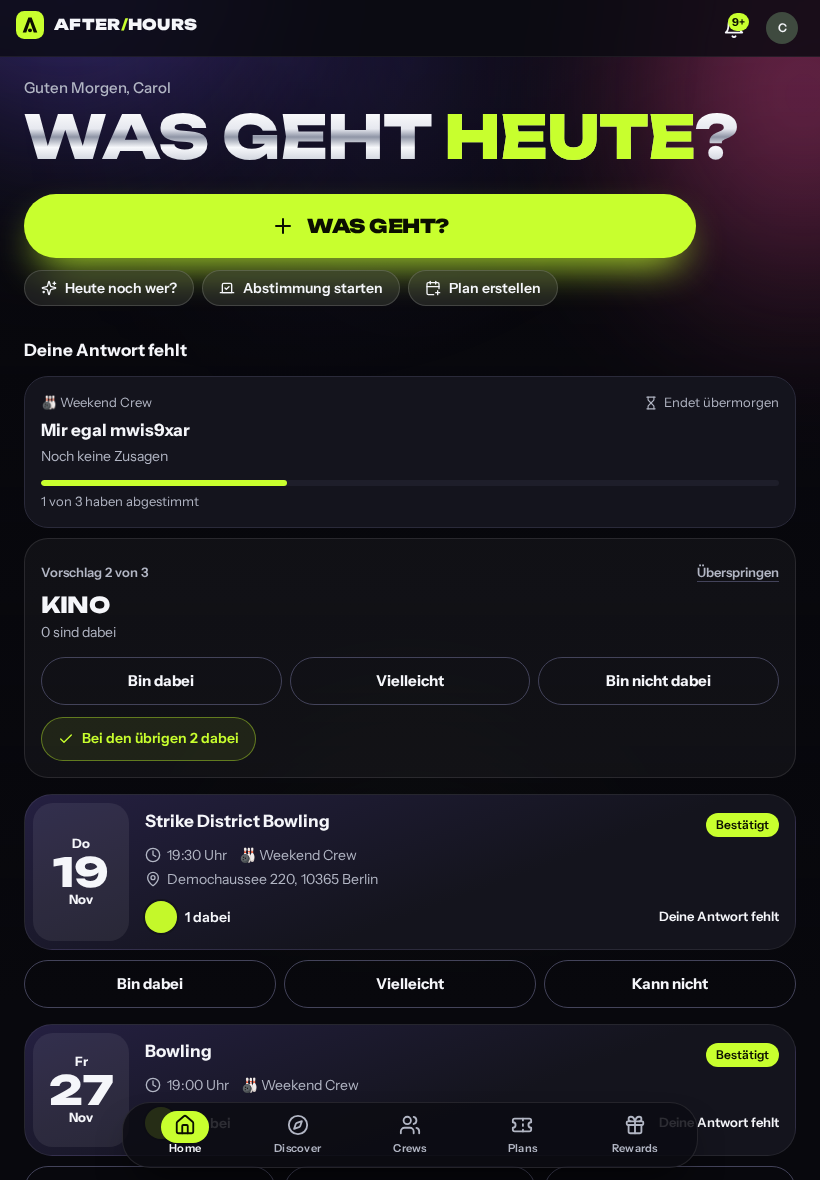 AFTER/HOURS
9+
C
Guten Morgen, Carol
WAS GEHT HEUTE?
WAS GEHT?
Heute noch wer?
Abstimmung starten
Plan erstellen
Deine Antwort fehlt
Weekend Crew
Endet übermorgen
Mir egal mwis9xar
Noch keine Zusagen
1 von 3 haben abgestimmt
Vorschlag 2 von 3
Überspringen
KINO
0 sind dabei
Bin dabei
Vielleicht
Bin nicht dabei
Bei den übrigen 2 dabei
Do
19
Nov
Strike District Bowling
Bestätigt
19:30 Uhr
Weekend Crew
Demochaussee 220, 10365 Berlin
1 dabei
Deine Antwort fehlt
Bin dabei
Vielleicht
Kann nicht
Fr
27
Nov
Bowling
Bestätigt
19:00 Uhr
Weekend Crew
Deine Antwort fehlt
Home
Discover
Crews
Plans
Rewards